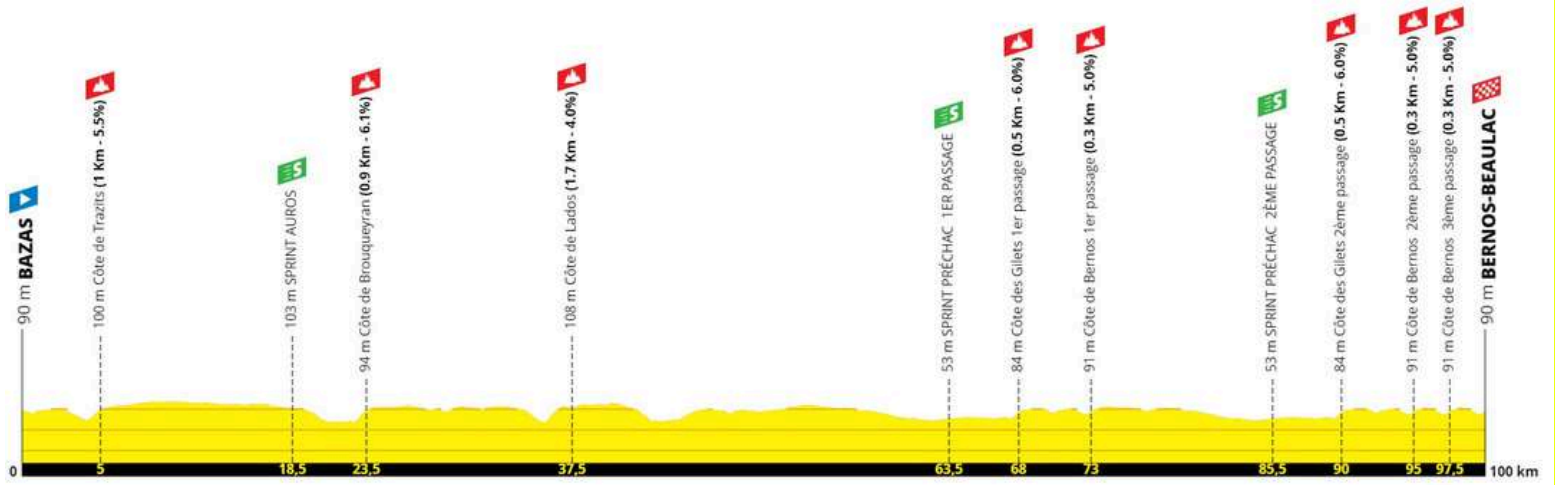 90 m BAZAS
100 m Côte de Trazits (1 Km - 5.5%)
103 m SPRINT AUROS
S
94 m Côte de Brouqueyran (0.9 Km - 6.1%)
108 m Côte de Lados (1.7 Km - 4.0%)
53 m SPRINT PRÉCHAC 1ER PASSAGE
S
84 m Côte des Gilets 1er passage (0.5 Km - 6.0%)
91 m Côte de Bernos 1er passage (0.3 Km - 5.0%)
53 m SPRINT PRÉCHAC 2ÈME PASSAGE
S
84 m Côte des Gilets 2ème passage (0.5 Km - 6.0%)
91 m Côte de Bernos 2ème passage (0.3 Km - 5.0%)
91 m Côte de Bernos 3ème passage (0.3 Km - 5.0%)
90 m BERNOS-BEAULAC
0 5 18,5 23,5 37,5 63,5 68 73 85,5 90 95 97,5 100 km